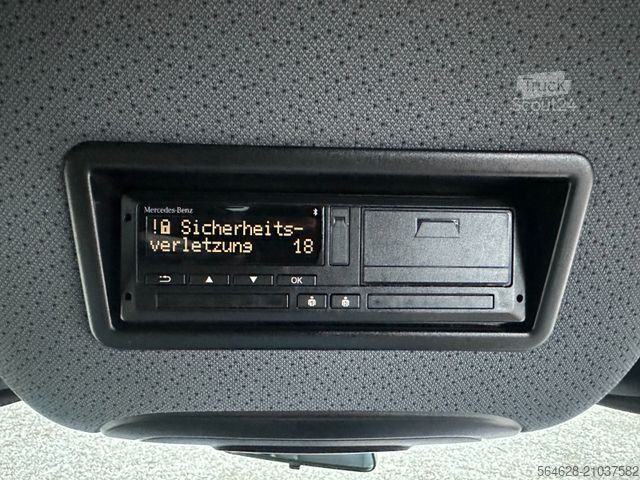 Truck
Scout24
Mercedes-Benz
!🔒 Sicherheits-
verletzung 18
OK
564628-21037582